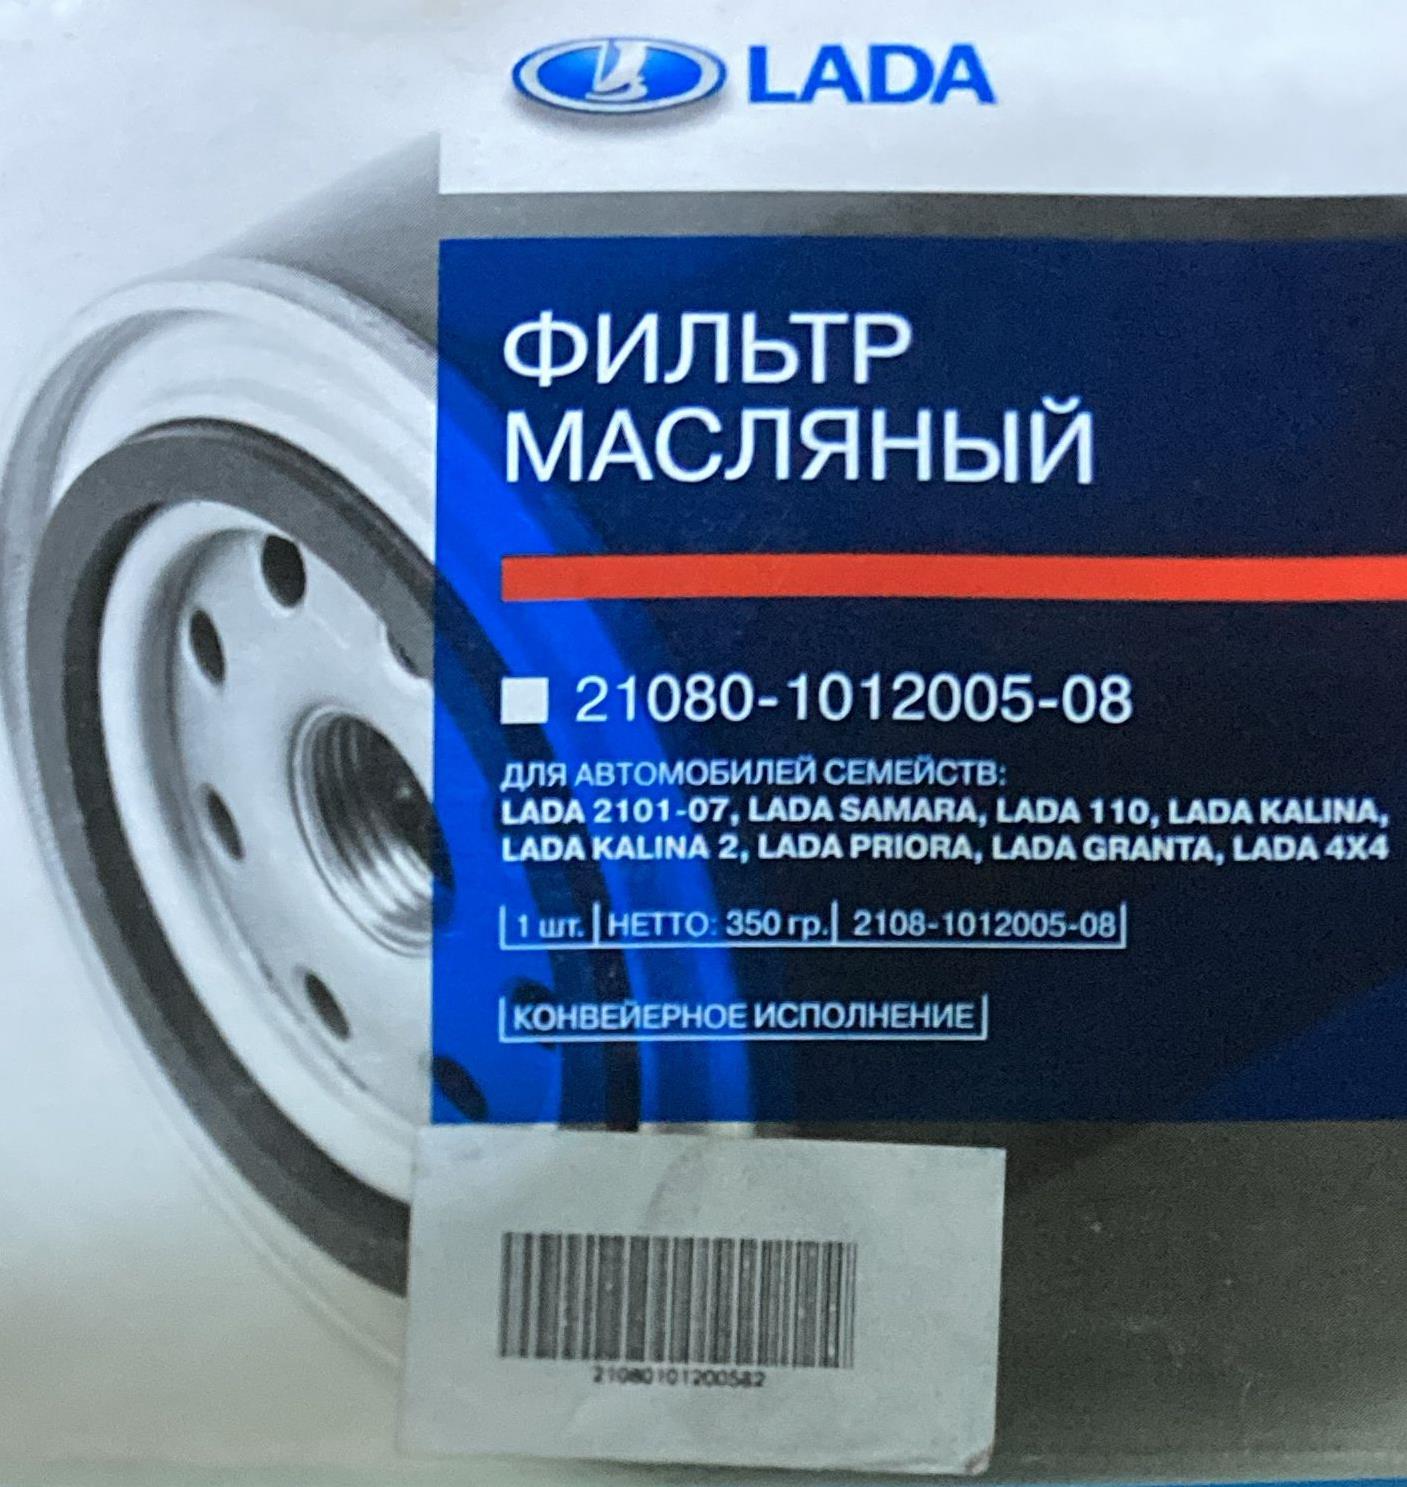 LADA
ФИЛЬТР
МАСЛЯНЫЙ
21080-1012005-08
ДЛЯ АВТОМОБИЛЕЙ СЕМЕЙСТВ:
LADA 2101-07, LADA SAMARA, LADA 110, LADA KALINA,
LADA KALINA 2, LADA PRIORA, LADA GRANTA, LADA 4X4
1 шт. НЕТТО: 350 гр. 2108-1012005-08
КОНВЕЙЕРНОЕ ИСПОЛНЕНИЕ
21080101200582